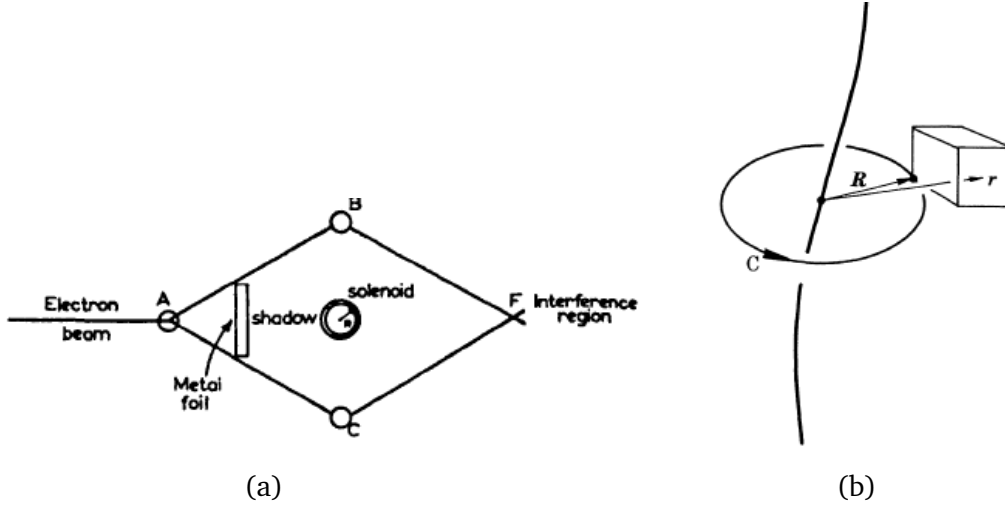 B
A
Electron
beam
shadow
solenoid
R
F
Interference
region
Metal
foil
C
(a)
R
r
C
(b)